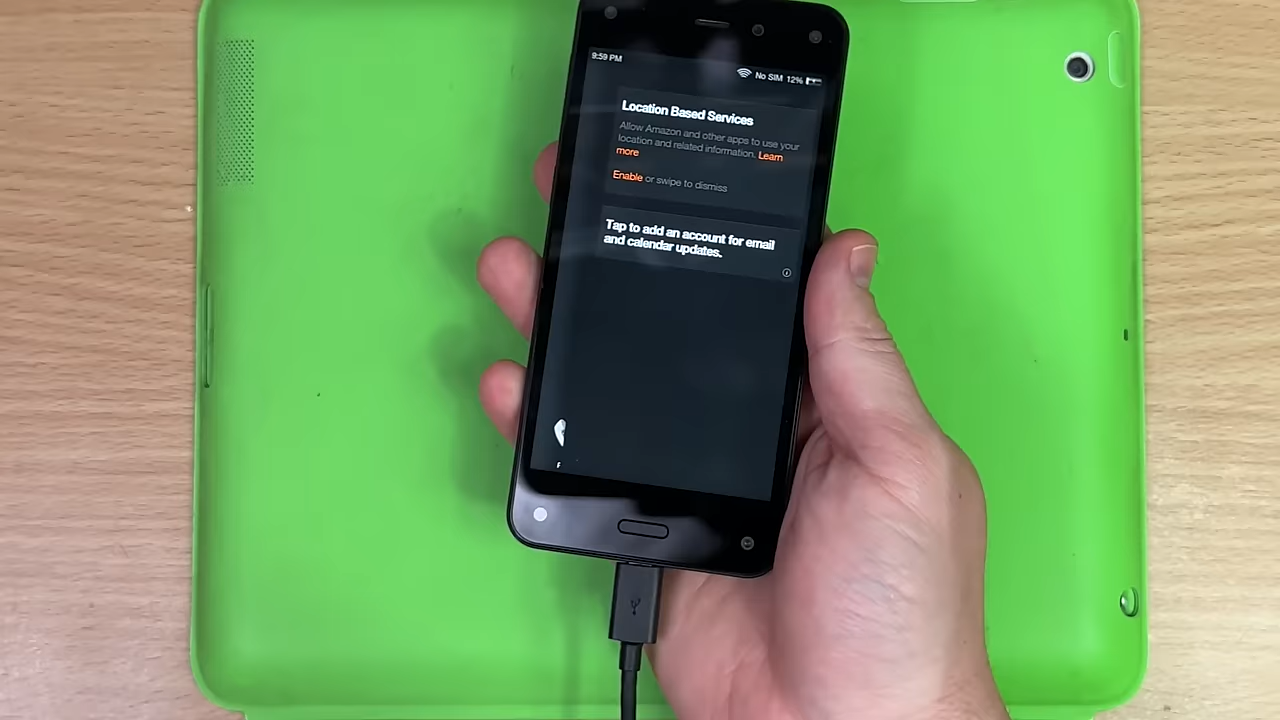 9:59 PM
No SIM 12%
Location Based Services
Allow Amazon and other apps to use your
location and related information. Learn
more
Enable or swipe to dismiss
Tap to add an account for email
and calendar updates.
F